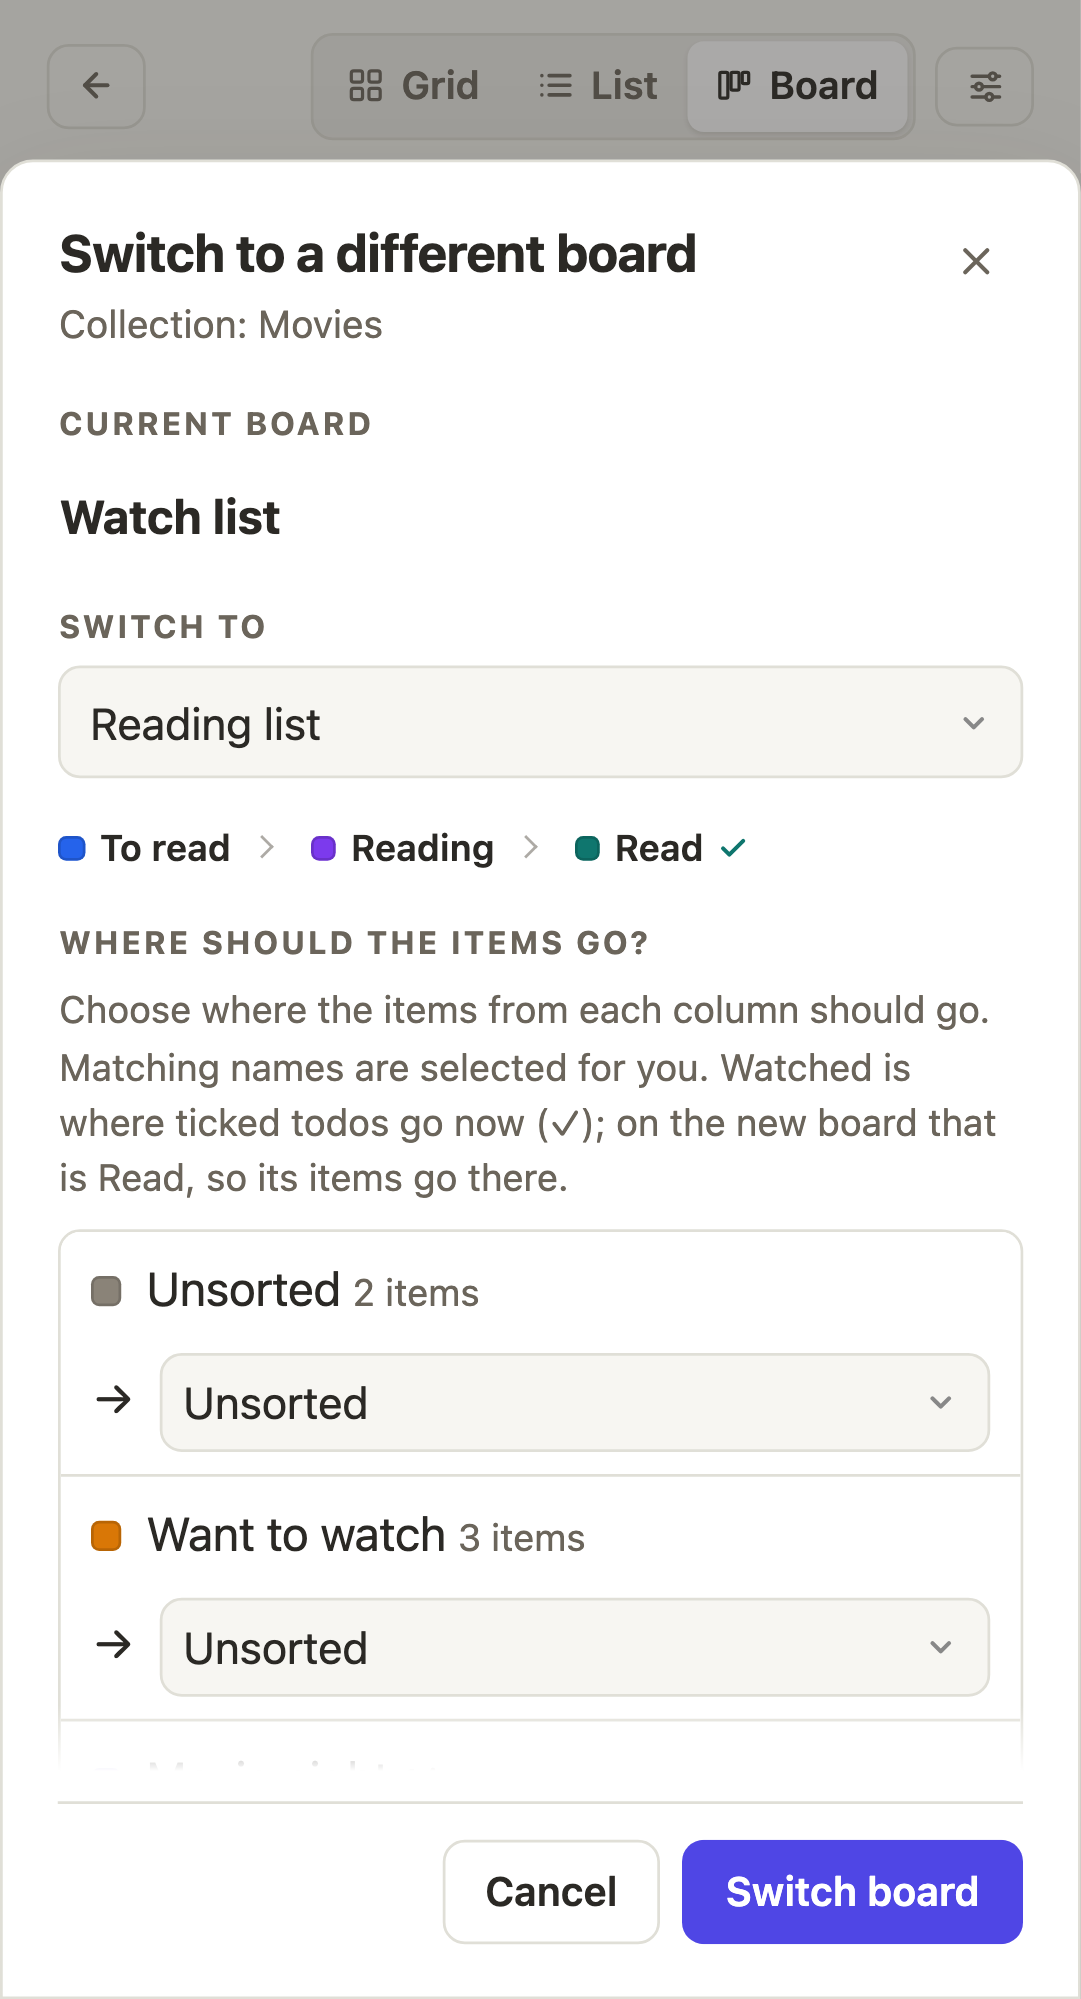 Grid List Board
Switch to a different board
Collection: Movies
CURRENT BOARD
Watch list
SWITCH TO
Reading list
To read Reading Read
WHERE SHOULD THE ITEMS GO?
Choose where the items from each column should go.
Matching names are selected for you. Watched is
where ticked todos go now (✓); on the new board that
is Read, so its items go there.
Unsorted 2 items
→ Unsorted
Want to watch 3 items
→ Unsorted
Cancel Switch board